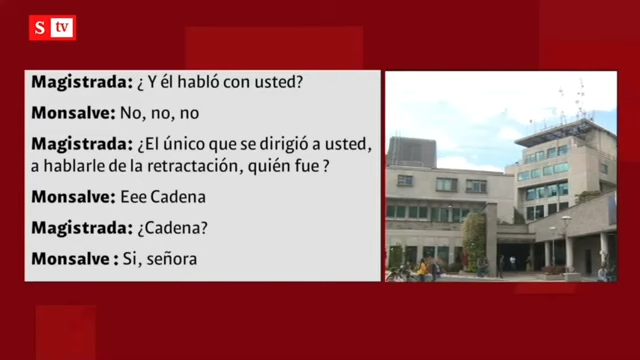 S tv
Magistrada: ¿ Y él habló con usted?
Monsalve: No, no, no
Magistrada: ¿El único que se dirigió a usted,
a hablarle de la retractación, quién fue ?
Monsalve: Eee Cadena
Magistrada: ¿Cadena?
Monsalve : Si, señora